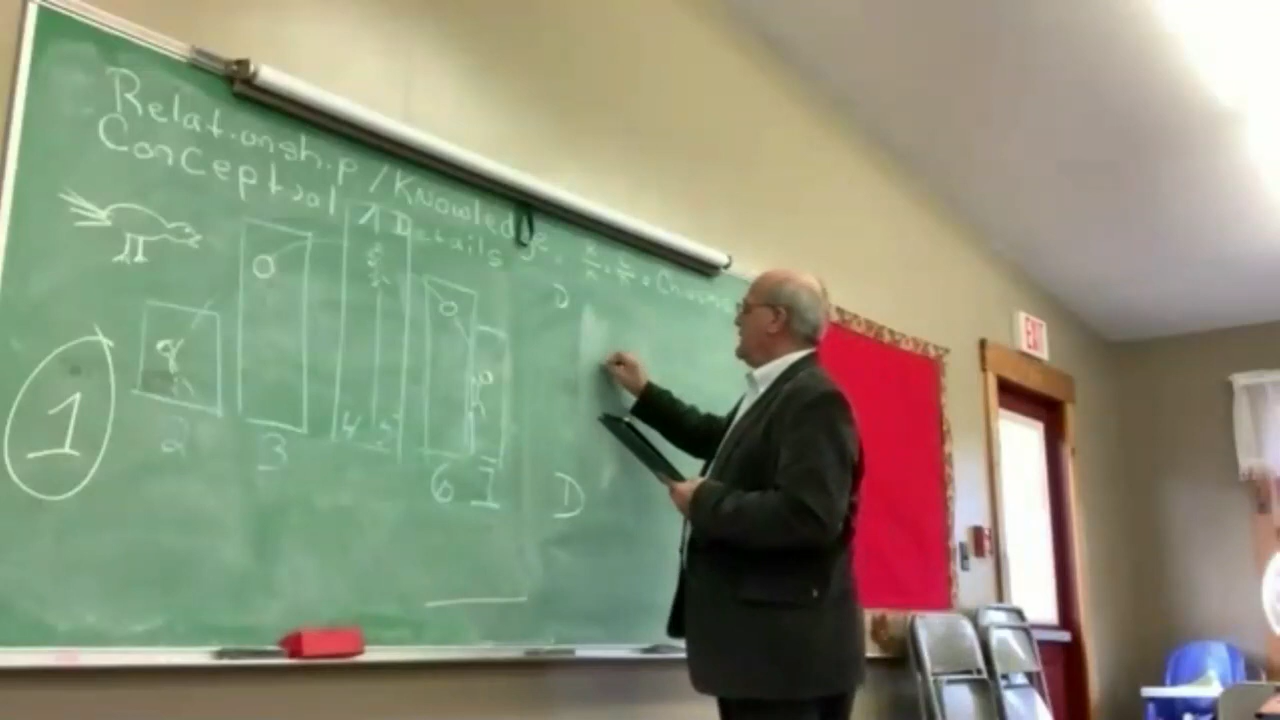 Relationship / Knowledge
Conceptual 1 Details
D
1
2
3
4 5
6 7
D
EXIT